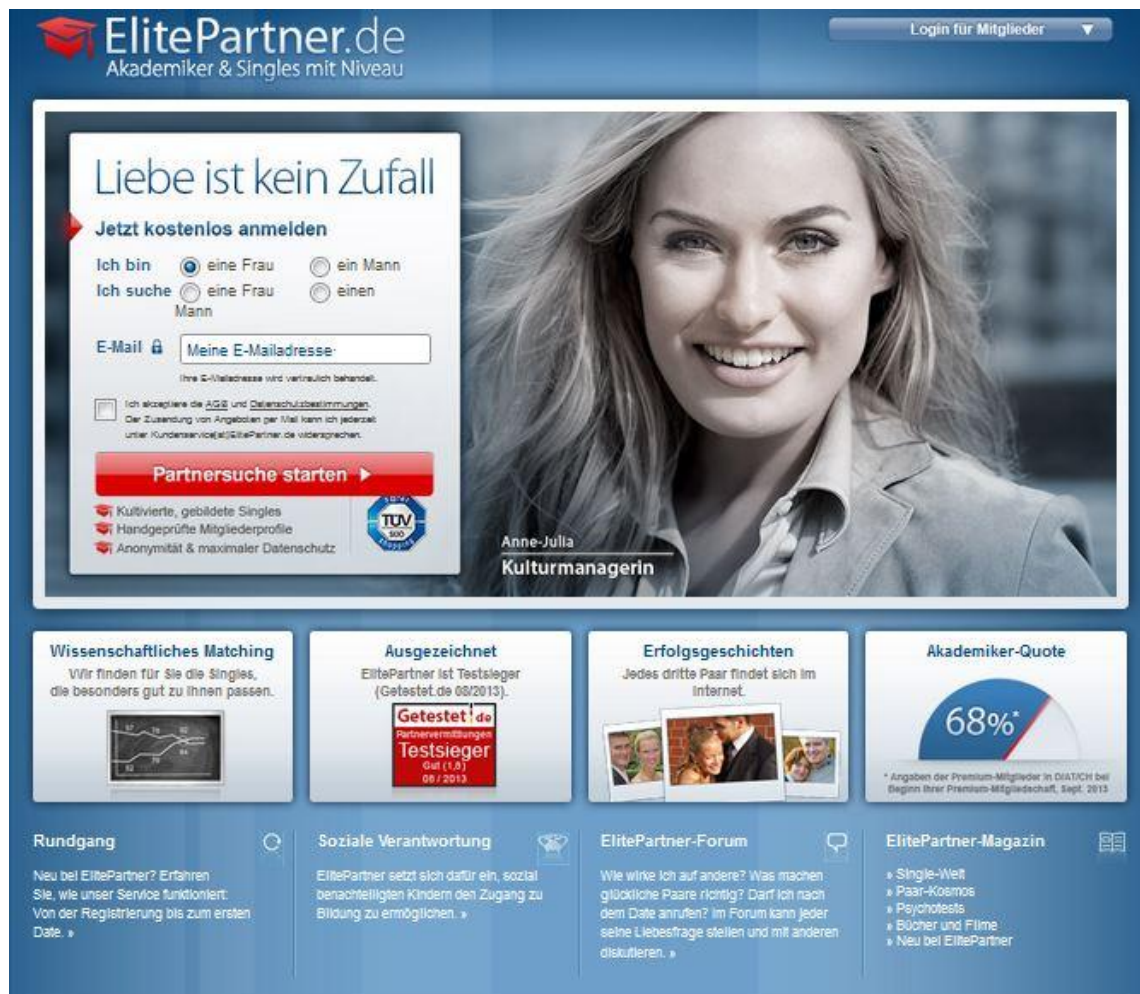 ElitePartner.de
Akademiker & Singles mit Niveau
Login für Mitglieder
Liebe ist kein Zufall
Jetzt kostenlos anmelden
Ich bin eine Frau ein Mann
Ich suche eine Frau einen
Mann
E-Mail Meine E-Mailadresse
Ihre E-Mailadresse wird vertraulich behandelt.
Ich akzeptiere die AGB und Datenschutzbestimmungen.
Der Zusendung von Angeboten per Mail kann ich jederzeit
unter Kundenservice[at]ElitePartner.de widersprechen.
Partnersuche starten
Kultivierte, gebildete Singles
Handgeprüfte Mitgliederprofile
Anonymität & maximaler Datenschutz
safer
TÜV
SÜD
shopping
Anne-Julia
Kulturmanagerin
Wissenschaftliches Matching
Wir finden für Sie die Singles,
die besonders gut zu Ihnen passen.
97 78 92
92 79 88
Ausgezeichnet
ElitePartner ist Testsieger
(Getestet.de 08/2013).
Getestet de
Partnervermittlungen
Testsieger
Gut (1,8)
08 / 2013
Erfolgsgeschichten
Jedes dritte Paar findet sich im
Internet.
Akademiker-Quote
68%*
* Angaben der Premium-Mitglieder in D/AT/CH bei
Beginn ihrer Premium-Mitgliedschaft, Sept. 2013
Rundgang
Neu bei ElitePartner? Erfahren
Sie, wie unser Service funktioniert:
Von der Registrierung bis zum ersten
Date. »
Soziale Verantwortung
ElitePartner setzt sich dafür ein, sozial
benachteiligten Kindern den Zugang zu
Bildung zu ermöglichen. »
ElitePartner-Forum
Wie wirke ich auf andere? Was machen
glückliche Paare richtig? Darf ich nach
dem Date anrufen? Im Forum kann jeder
seine Liebesfrage stellen und mit anderen
diskutieren. »
ElitePartner-Magazin
» Single-Welt
» Paar-Kosmos
» Psychotests
» Bücher und Filme
» Neu bei ElitePartner